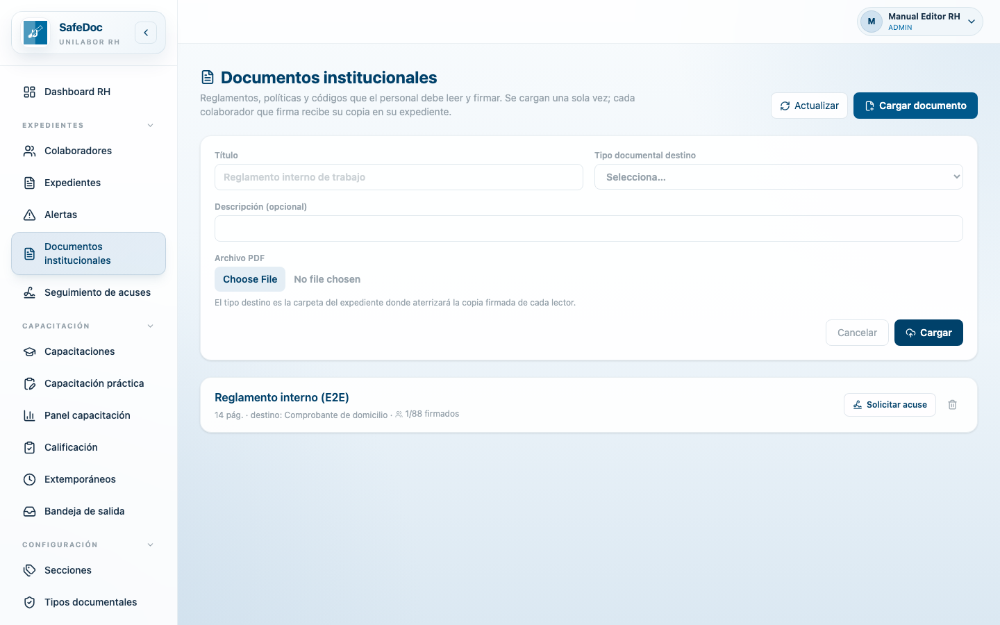 SafeDoc
UNILABOR RH
Manual Editor RH
M
ADMIN
Dashboard RH
EXPEDIENTES
Colaboradores
Expedientes
Alertas
Documentos
institucionales
Seguimiento de acuses
CAPACITACIÓN
Capacitaciones
Capacitación práctica
Panel capacitación
Calificación
Extemporáneos
Bandeja de salida
CONFIGURACIÓN
Secciones
Tipos documentales
Documentos institucionales
Reglamentos, políticas y códigos que el personal debe leer y firmar. Se cargan una sola vez; cada
colaborador que firma recibe su copia en su expediente.
Actualizar
Cargar documento
Título
Tipo documental destino
Reglamento interno de trabajo
Selecciona...
Descripción (opcional)
Archivo PDF
Choose File No file chosen
El tipo destino es la carpeta del expediente donde aterrizará la copia firmada de cada lector.
Cancelar
Cargar
Reglamento interno (E2E)
14 pág. · destino: Comprobante de domicilio · 1/88 firmados
Solicitar acuse